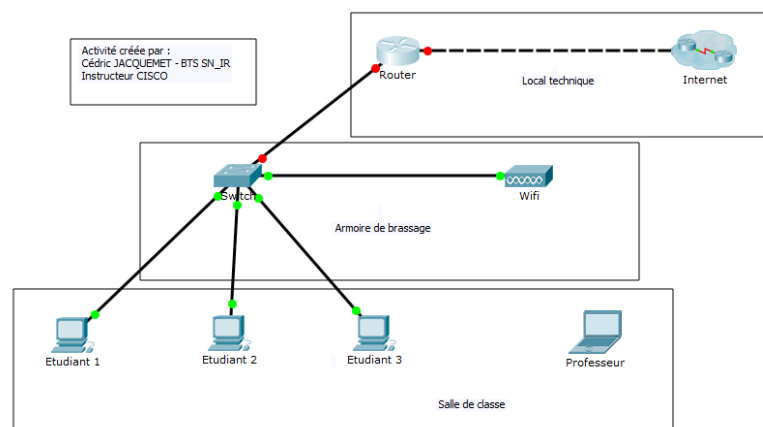 Activité créée par :
Cédric JACQUEMET - BTS SN_IR
Instructeur CISCO
Router
Local technique
Internet
Switch
Wifi
Armoire de brassage
Etudiant 1
Etudiant 2
Etudiant 3
Professeur
Salle de classe